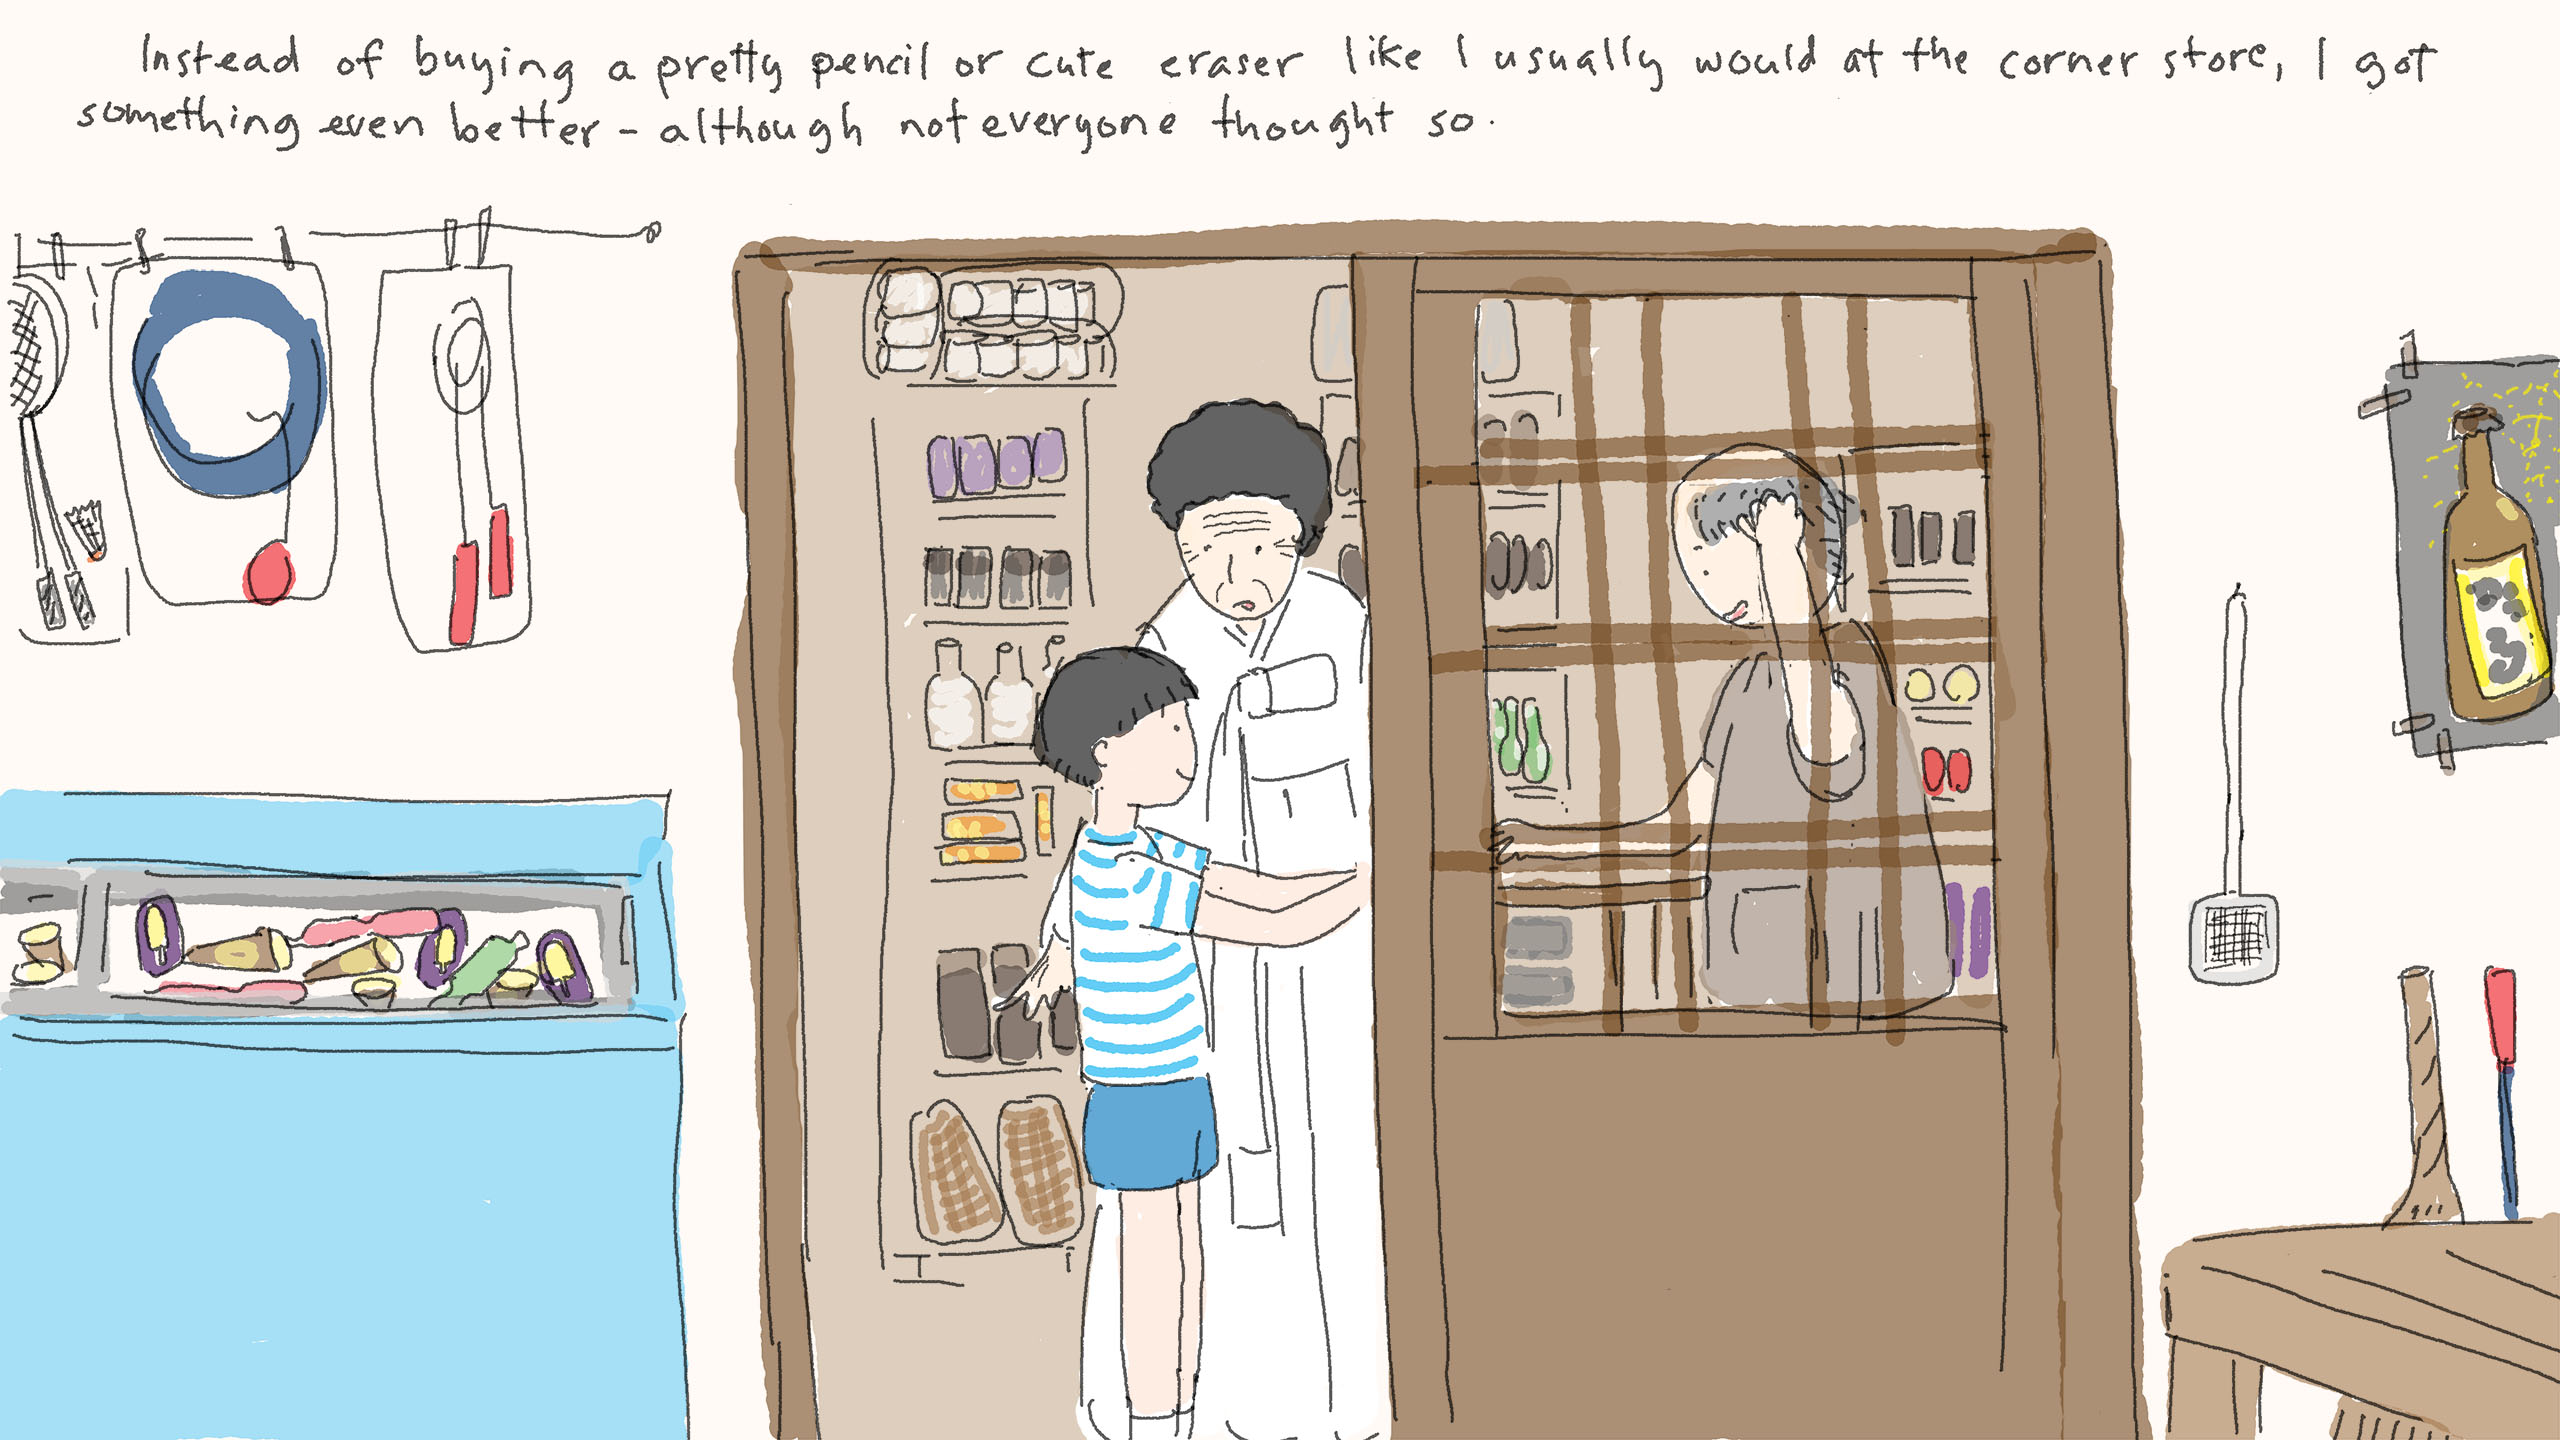 Instead of buying a pretty pencil or cute eraser like I usually would at the corner store, I got
something even better - although not everyone thought so.